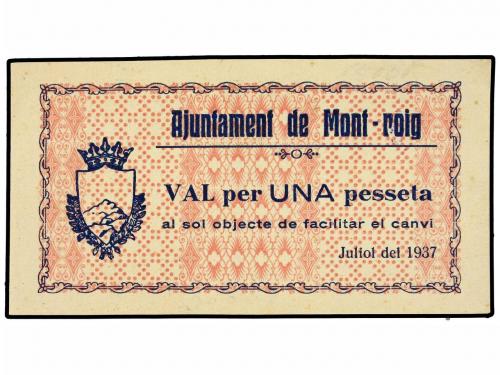 Ajuntament de Mont-roig
VAL per UNA pesseta
al sol objecte de facilitar el canvi
Juliol del 1937